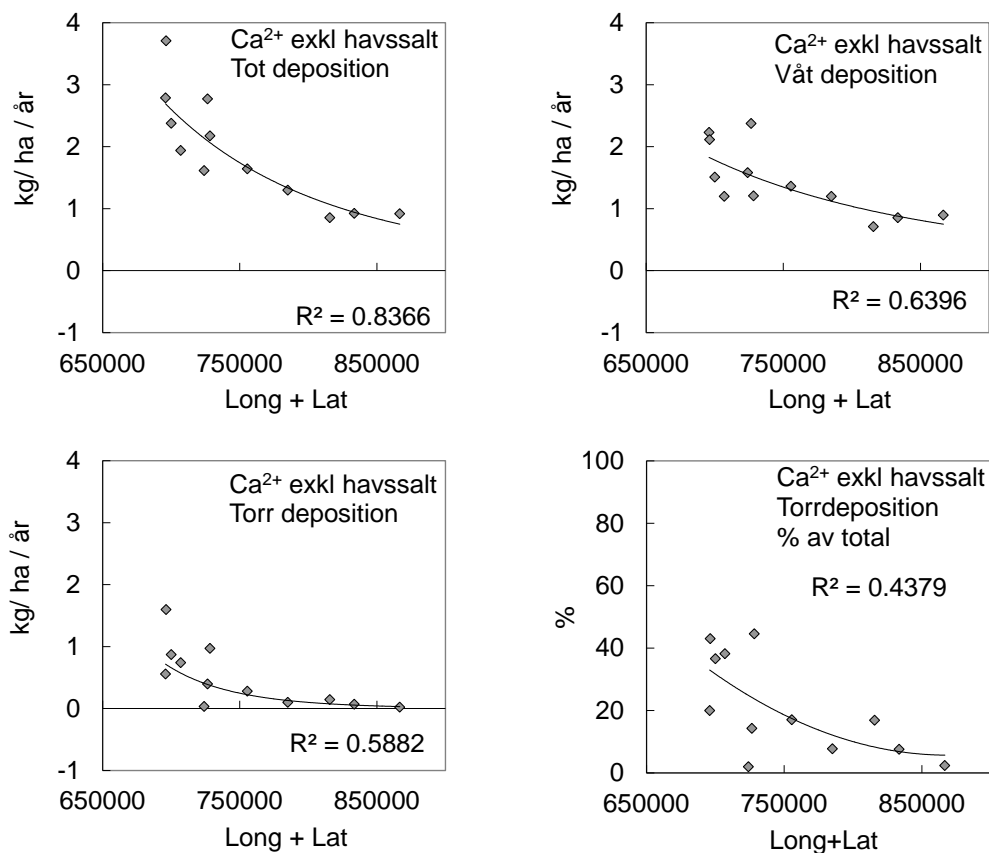 Ca²⁺ exkl havssalt
Tot deposition
kg/ ha / år
4
3
2
1
0
-1
R² = 0.8366
650000 750000 850000
Long + Lat
Ca²⁺ exkl havssalt
Våt deposition
kg/ ha / år
4
3
2
1
0
-1
R² = 0.6396
650000 750000 850000
Long + Lat
Ca²⁺ exkl havssalt
Torr deposition
kg/ ha / år
4
3
2
1
0
-1
R² = 0.5882
650000 750000 850000
Long + Lat
Ca²⁺ exkl havssalt
Torrdeposition
% av total
R² = 0.4379
%
100
80
60
40
20
0
650000 750000 850000
Long+Lat